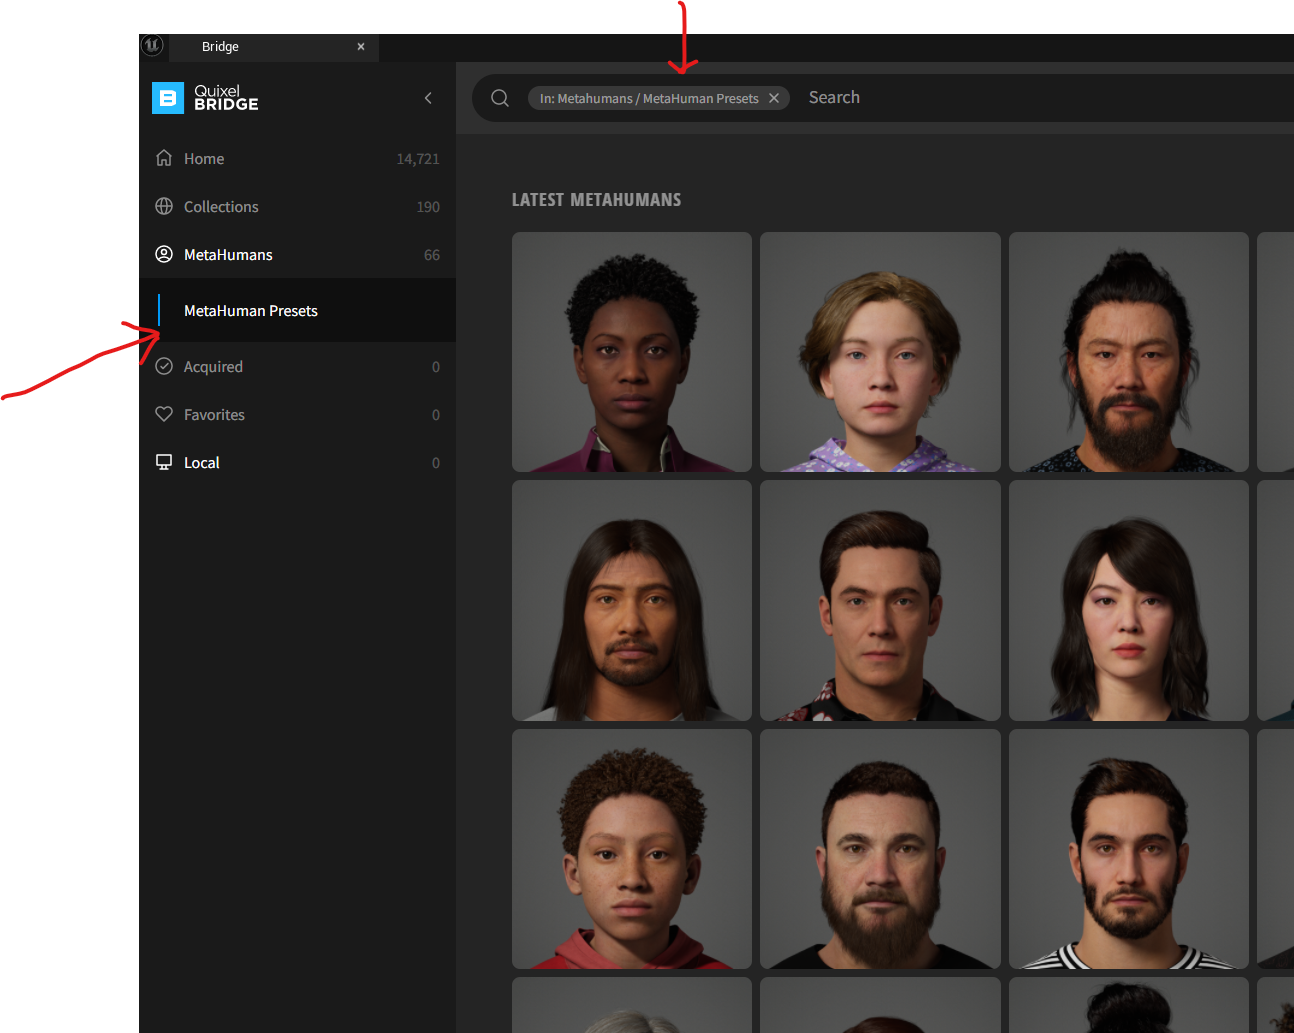 Bridge
Quixel
BRIDGE
In: Metahumans / MetaHuman Presets
Search
Home 14,721
Collections 190
MetaHumans 66
MetaHuman Presets
Acquired 0
Favorites 0
Local 0
LATEST METAHUMANS